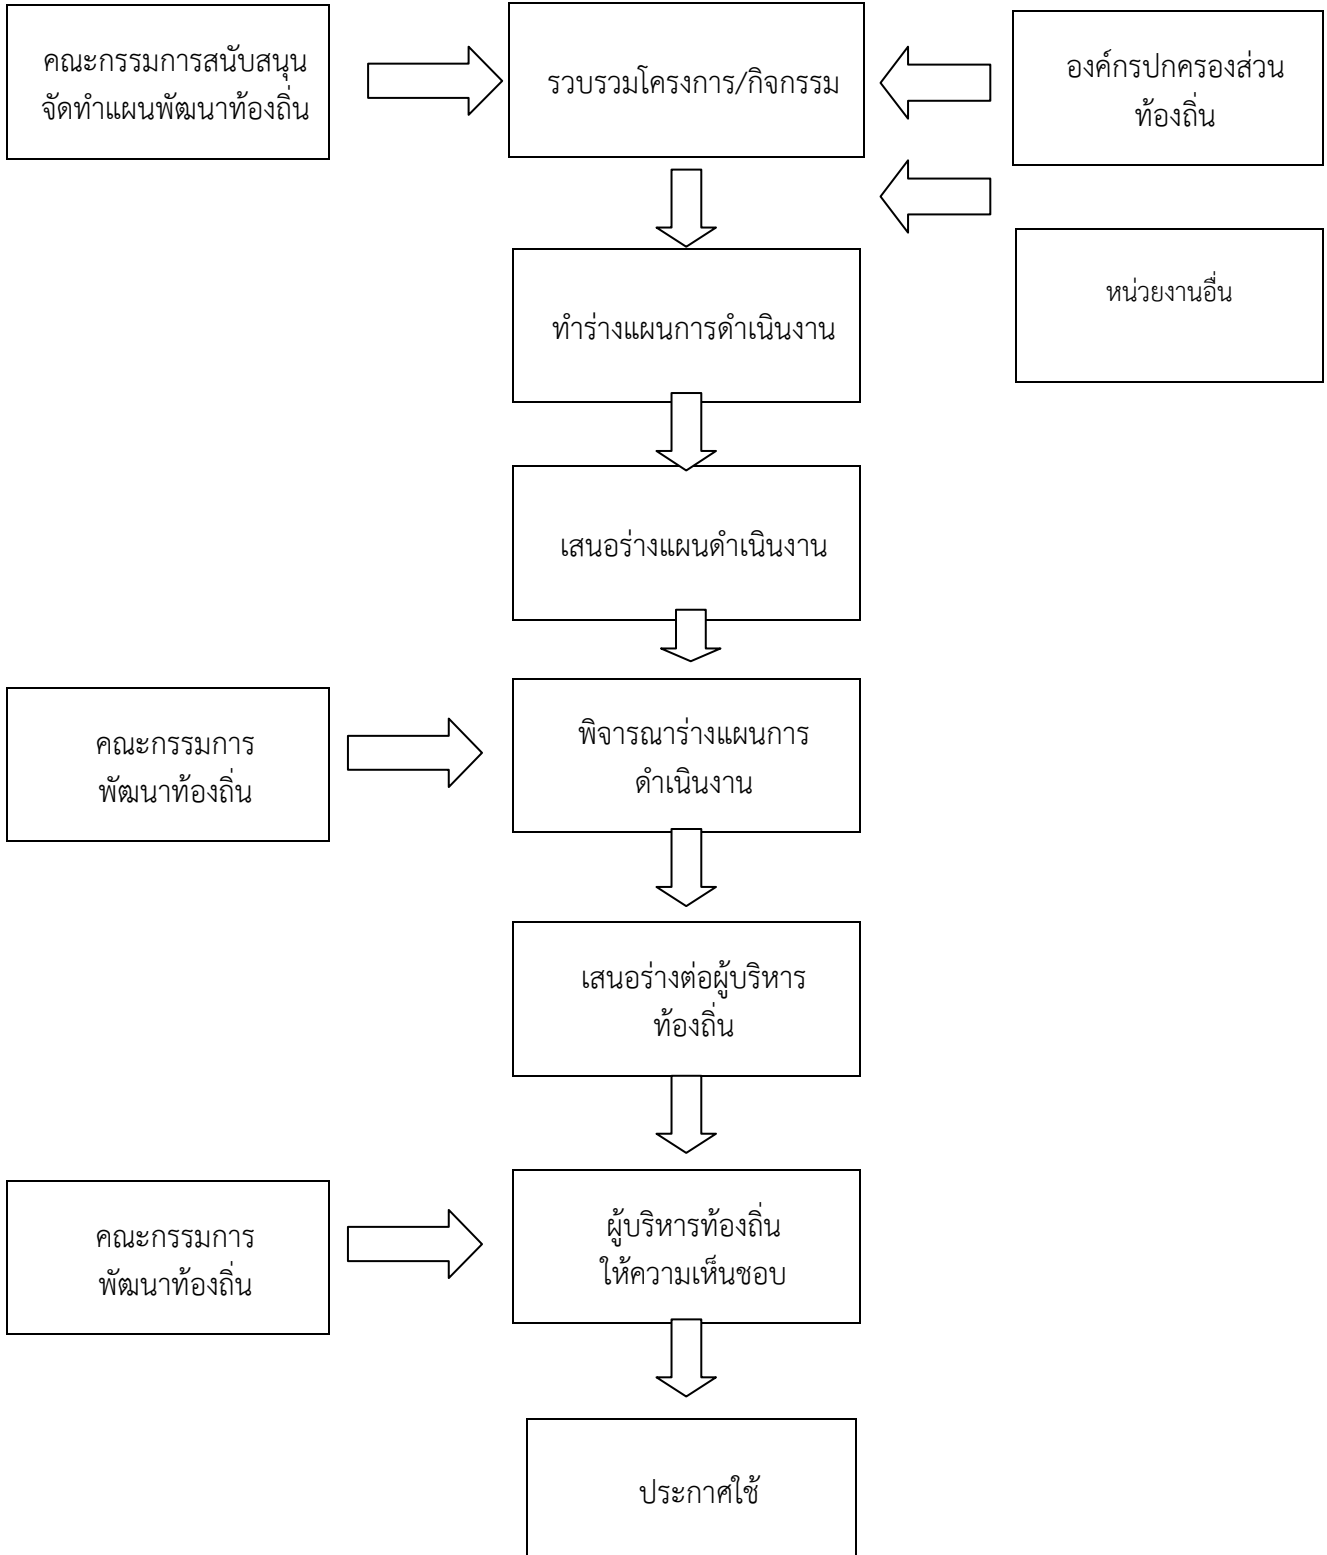 คณะกรรมการสนับสนุน
จัดทำแผนพัฒนาท้องถิ่น
รวบรวมโครงการ/กิจกรรม
องค์กรปกครองส่วน
ท้องถิ่น
หน่วยงานอื่น
ทำร่างแผนการดำเนินงาน
เสนอร่างแผนดำเนินงาน
คณะกรรมการ
พัฒนาท้องถิ่น
พิจารณาร่างแผนการ
ดำเนินงาน
เสนอร่างต่อผู้บริหาร
ท้องถิ่น
คณะกรรมการ
พัฒนาท้องถิ่น
ผู้บริหารท้องถิ่น
ให้ความเห็นชอบ
ประกาศใช้